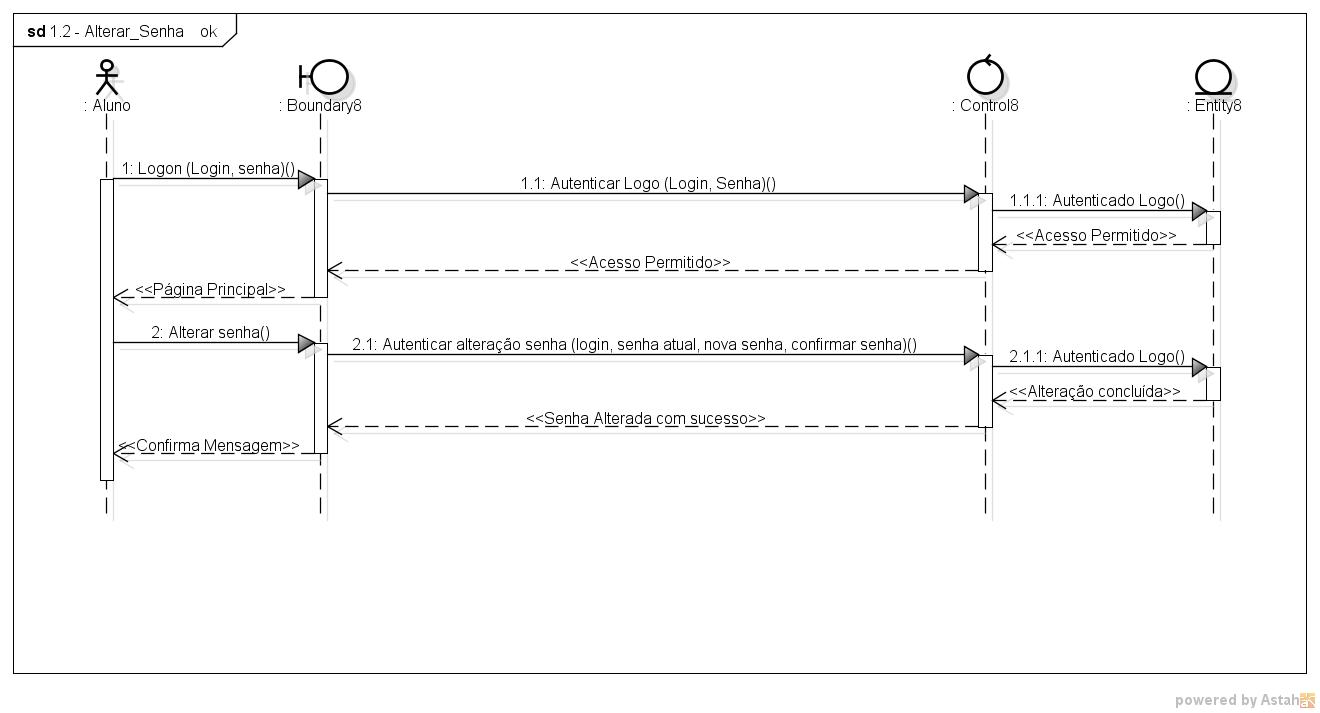 sd 1.2 - Alterar_Senha ok
: Aluno
: Boundary8
: Control8
: Entity8
1: Logon (Login, senha)()
1.1: Autenticar Logo (Login, Senha)()
1.1.1: Autenticado Logo()
<<Acesso Permitido>>
<<Acesso Permitido>>
<<Página Principal>>
2: Alterar senha()
2.1: Autenticar alteração senha (login, senha atual, nova senha, confirmar senha)()
2.1.1: Autenticado Logo()
<<Alteração concluída>>
<<Senha Alterada com sucesso>>
<<Confirma Mensagem>>
powered by Astah